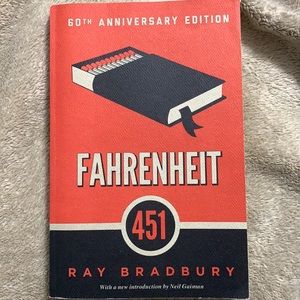 60TH ANNIVERSARY EDITION
FAHRENHEIT
451
RAY BRADBURY
With a new introduction by Neil Gaiman